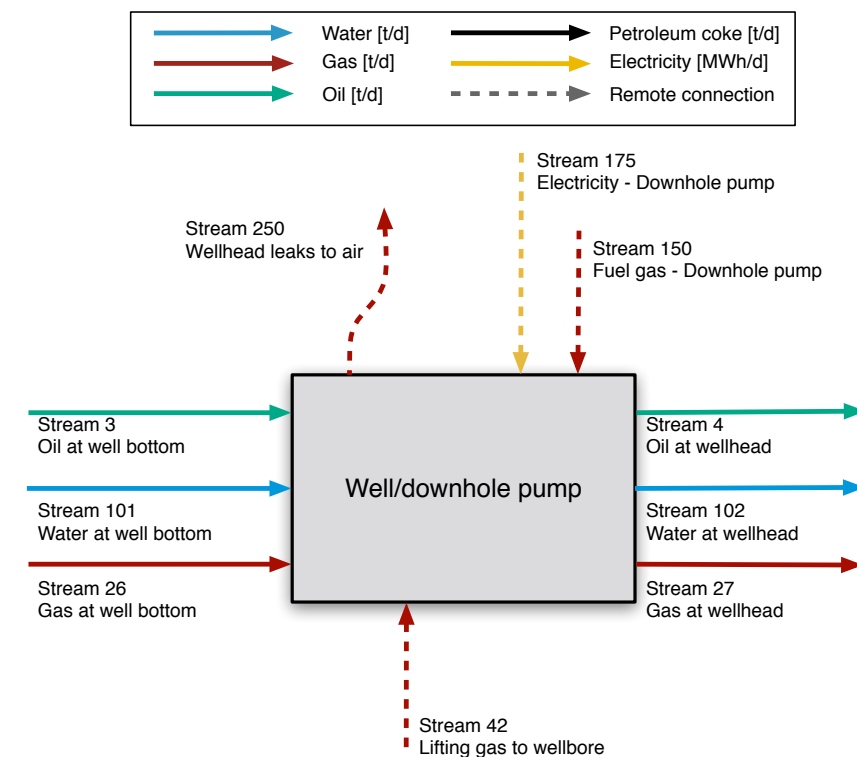 Water [t/d]
Petroleum coke [t/d]
Gas [t/d]
Electricity [MWh/d]
Oil [t/d]
Remote connection
Stream 175
Electricity - Downhole pump
Stream 250
Wellhead leaks to air
Stream 150
Fuel gas - Downhole pump
Stream 3
Oil at well bottom
Stream 4
Oil at wellhead
Well/downhole pump
Stream 101
Water at well bottom
Stream 102
Water at wellhead
Stream 26
Gas at well bottom
Stream 27
Gas at wellhead
Stream 42
Lifting gas to wellbore